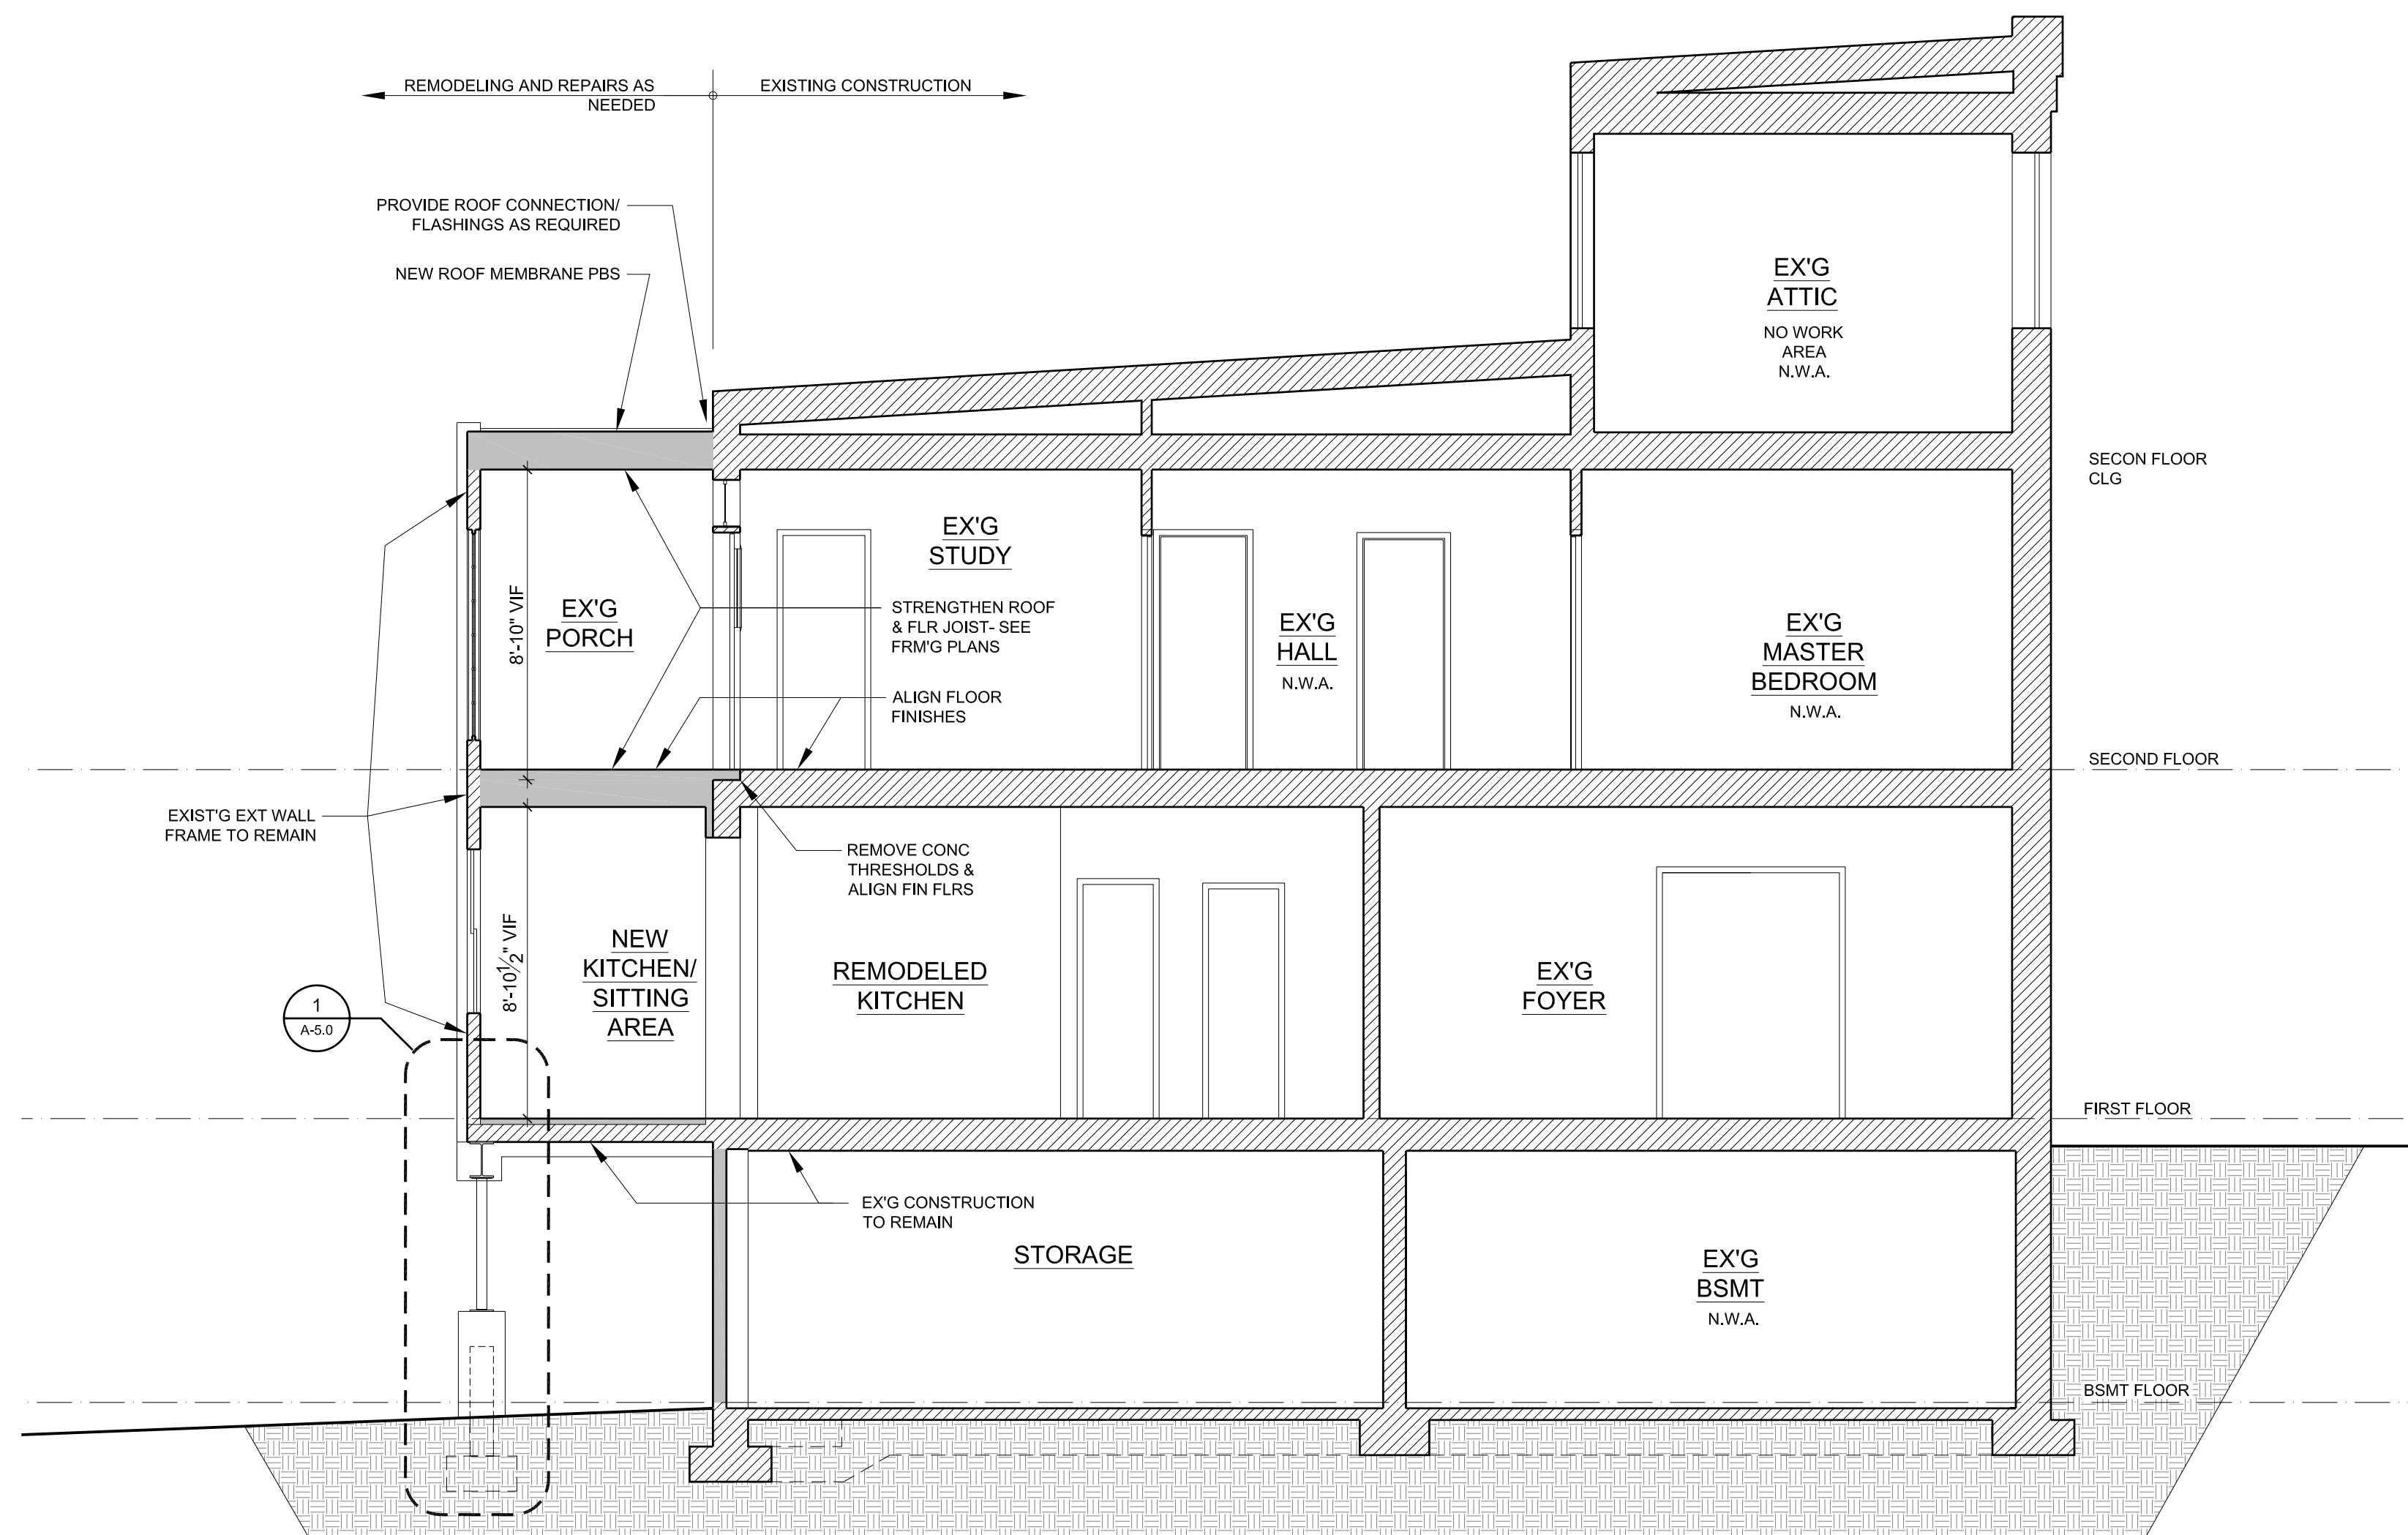 REMODELING AND REPAIRS AS
NEEDED
EXISTING CONSTRUCTION
PROVIDE ROOF CONNECTION/
FLASHINGS AS REQUIRED
NEW ROOF MEMBRANE PBS
EX'G
ATTIC
NO WORK
AREA
N.W.A.
SECON FLOOR
CLG
EX'G
STUDY
8'-10" VIF
EX'G
PORCH
STRENGTHEN ROOF
& FLR JOIST- SEE
FRM'G PLANS
EX'G
HALL
N.W.A.
EX'G
MASTER
BEDROOM
N.W.A.
ALIGN FLOOR
FINISHES
SECOND FLOOR
EXIST'G EXT WALL
FRAME TO REMAIN
REMOVE CONC
THRESHOLDS &
ALIGN FIN FLRS
8'-10 1/2" VIF
NEW
KITCHEN/
SITTING
AREA
REMODELED
KITCHEN
EX'G
FOYER
1
A-5.0
FIRST FLOOR
EX'G CONSTRUCTION
TO REMAIN
STORAGE
EX'G
BSMT
N.W.A.
BSMT FLOOR